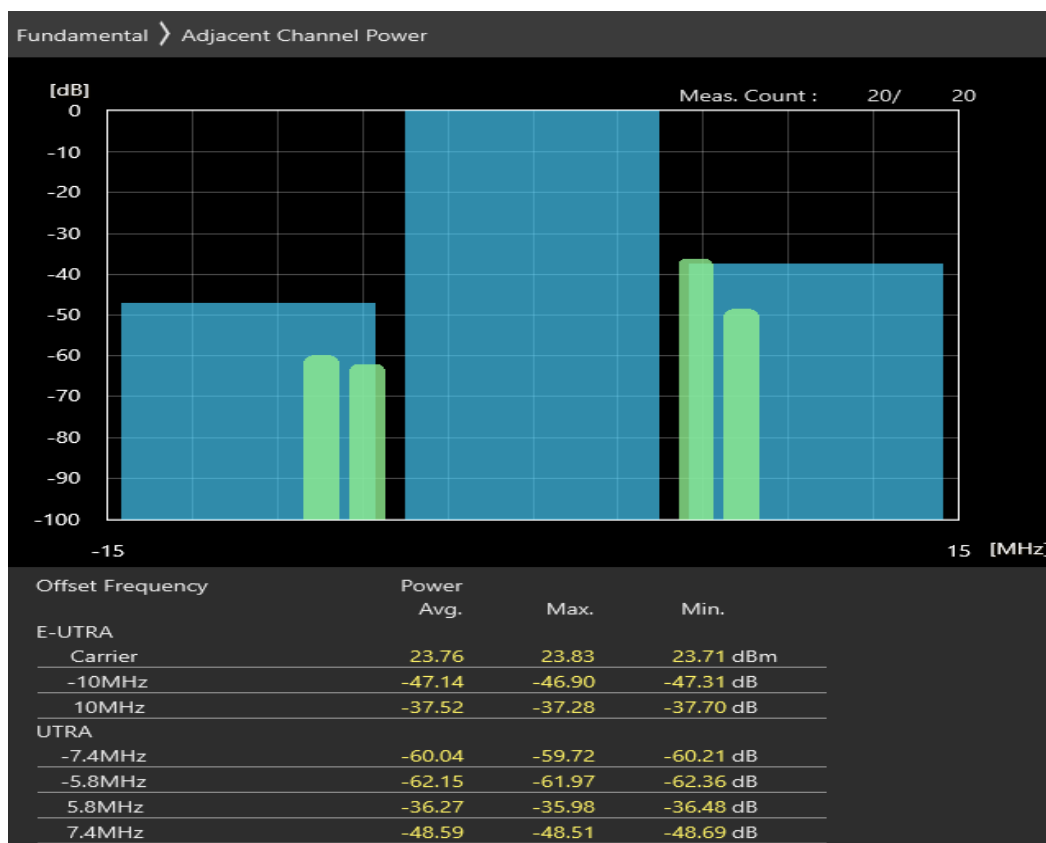 Fundamental 〉 Adjacent Channel Power
[dB]
Meas. Count : 20/ 20
0
-10
-20
-30
-40
-50
-60
-70
-80
-90
-100
-15 15 [MHz]
Offset Frequency Power
Avg. Max. Min.
E-UTRA
Carrier 23.76 23.83 23.71 dBm
-10MHz -47.14 -46.90 -47.31 dB
10MHz -37.52 -37.28 -37.70 dB
UTRA
-7.4MHz -60.04 -59.72 -60.21 dB
-5.8MHz -62.15 -61.97 -62.36 dB
5.8MHz -36.27 -35.98 -36.48 dB
7.4MHz -48.59 -48.51 -48.69 dB